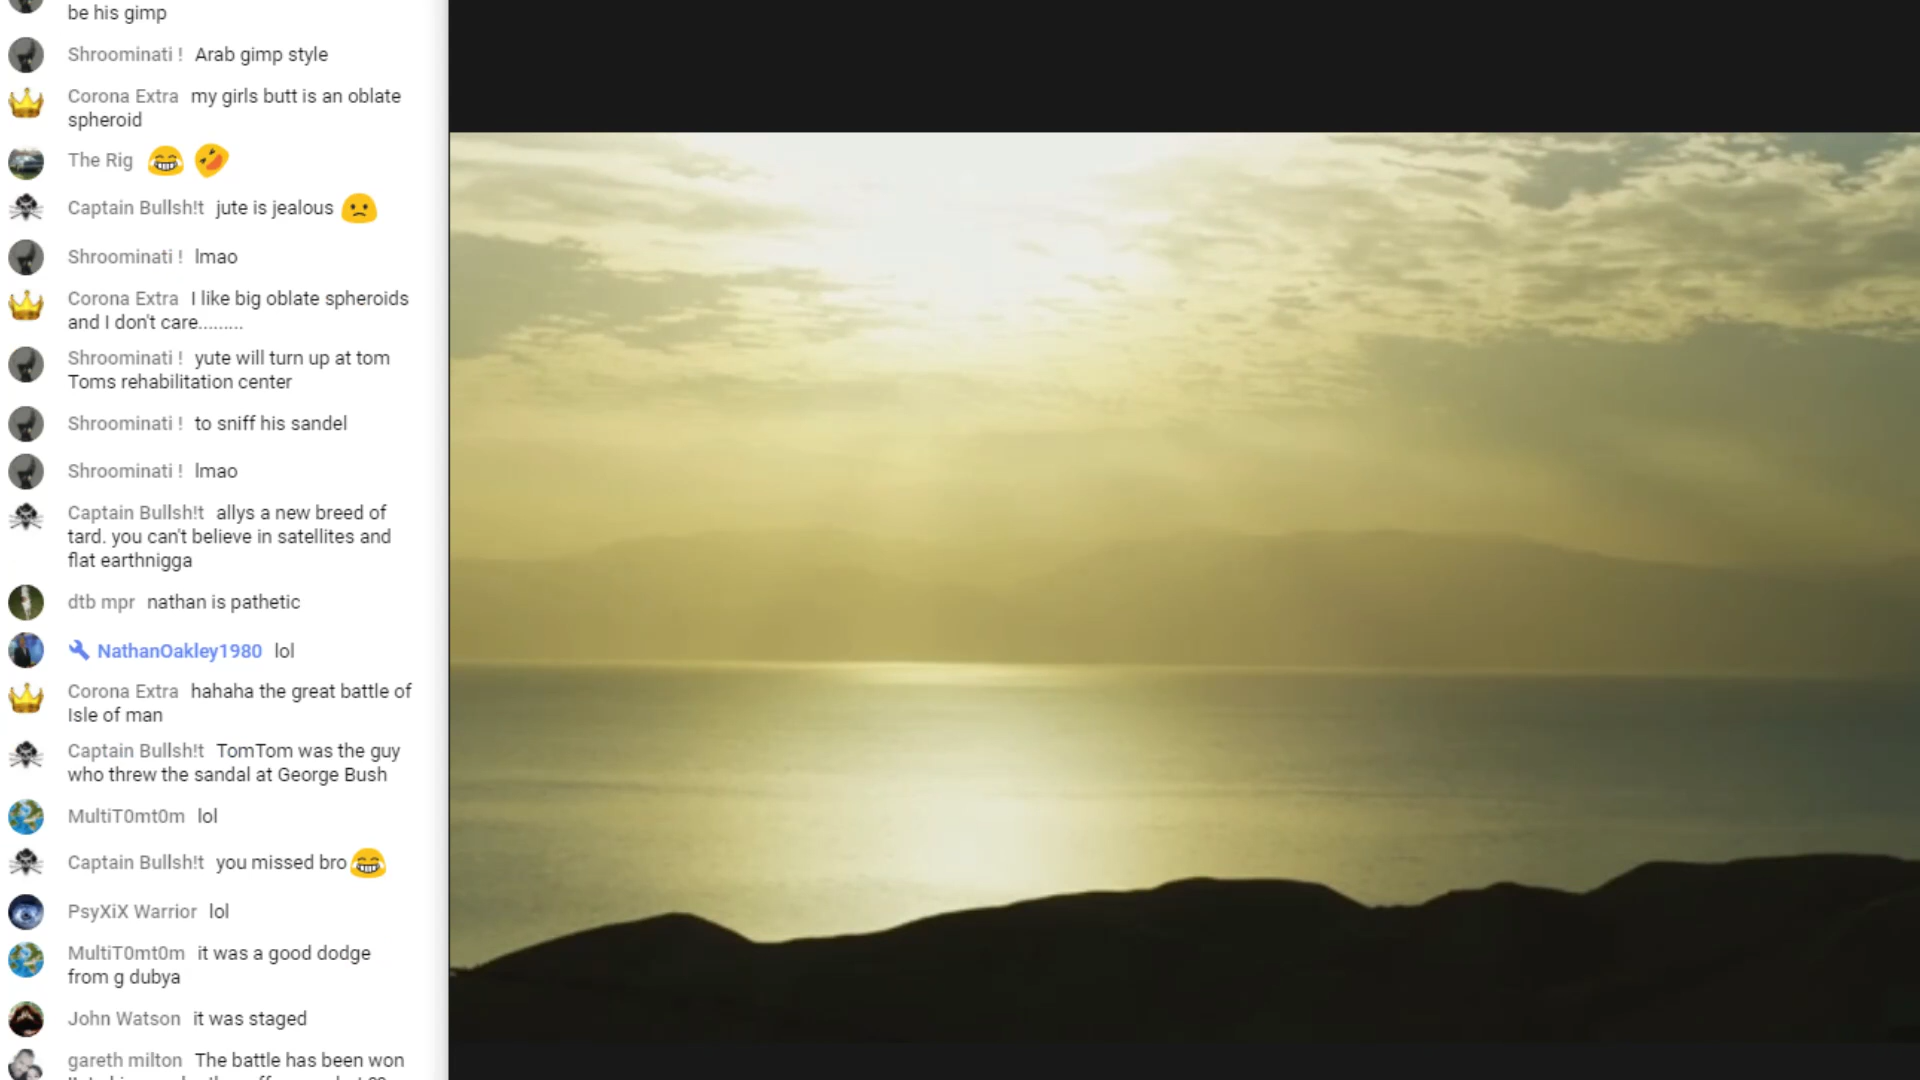 be his gimp
Shroominati ! Arab gimp style
Corona Extra my girls butt is an oblate
spheroid
The Rig
Captain Bullsh!t jute is jealous
Shroominati ! lmao
Corona Extra I like big oblate spheroids
and I don't care.........
Shroominati ! yute will turn up at tom
Toms rehabilitation center
Shroominati ! to sniff his sandel
Shroominati ! lmao
Captain Bullsh!t allys a new breed of
tard. you can't believe in satellites and
flat earthnigga
dtb mpr nathan is pathetic
NathanOakley1980 lol
Corona Extra hahaha the great battle of
Isle of man
Captain Bullsh!t TomTom was the guy
who threw the sandal at George Bush
MultiT0mt0m lol
Captain Bullsh!t you missed bro
PsyXiX Warrior lol
MultiT0mt0m it was a good dodge
from g dubya
John Watson it was staged
gareth milton The battle has been won